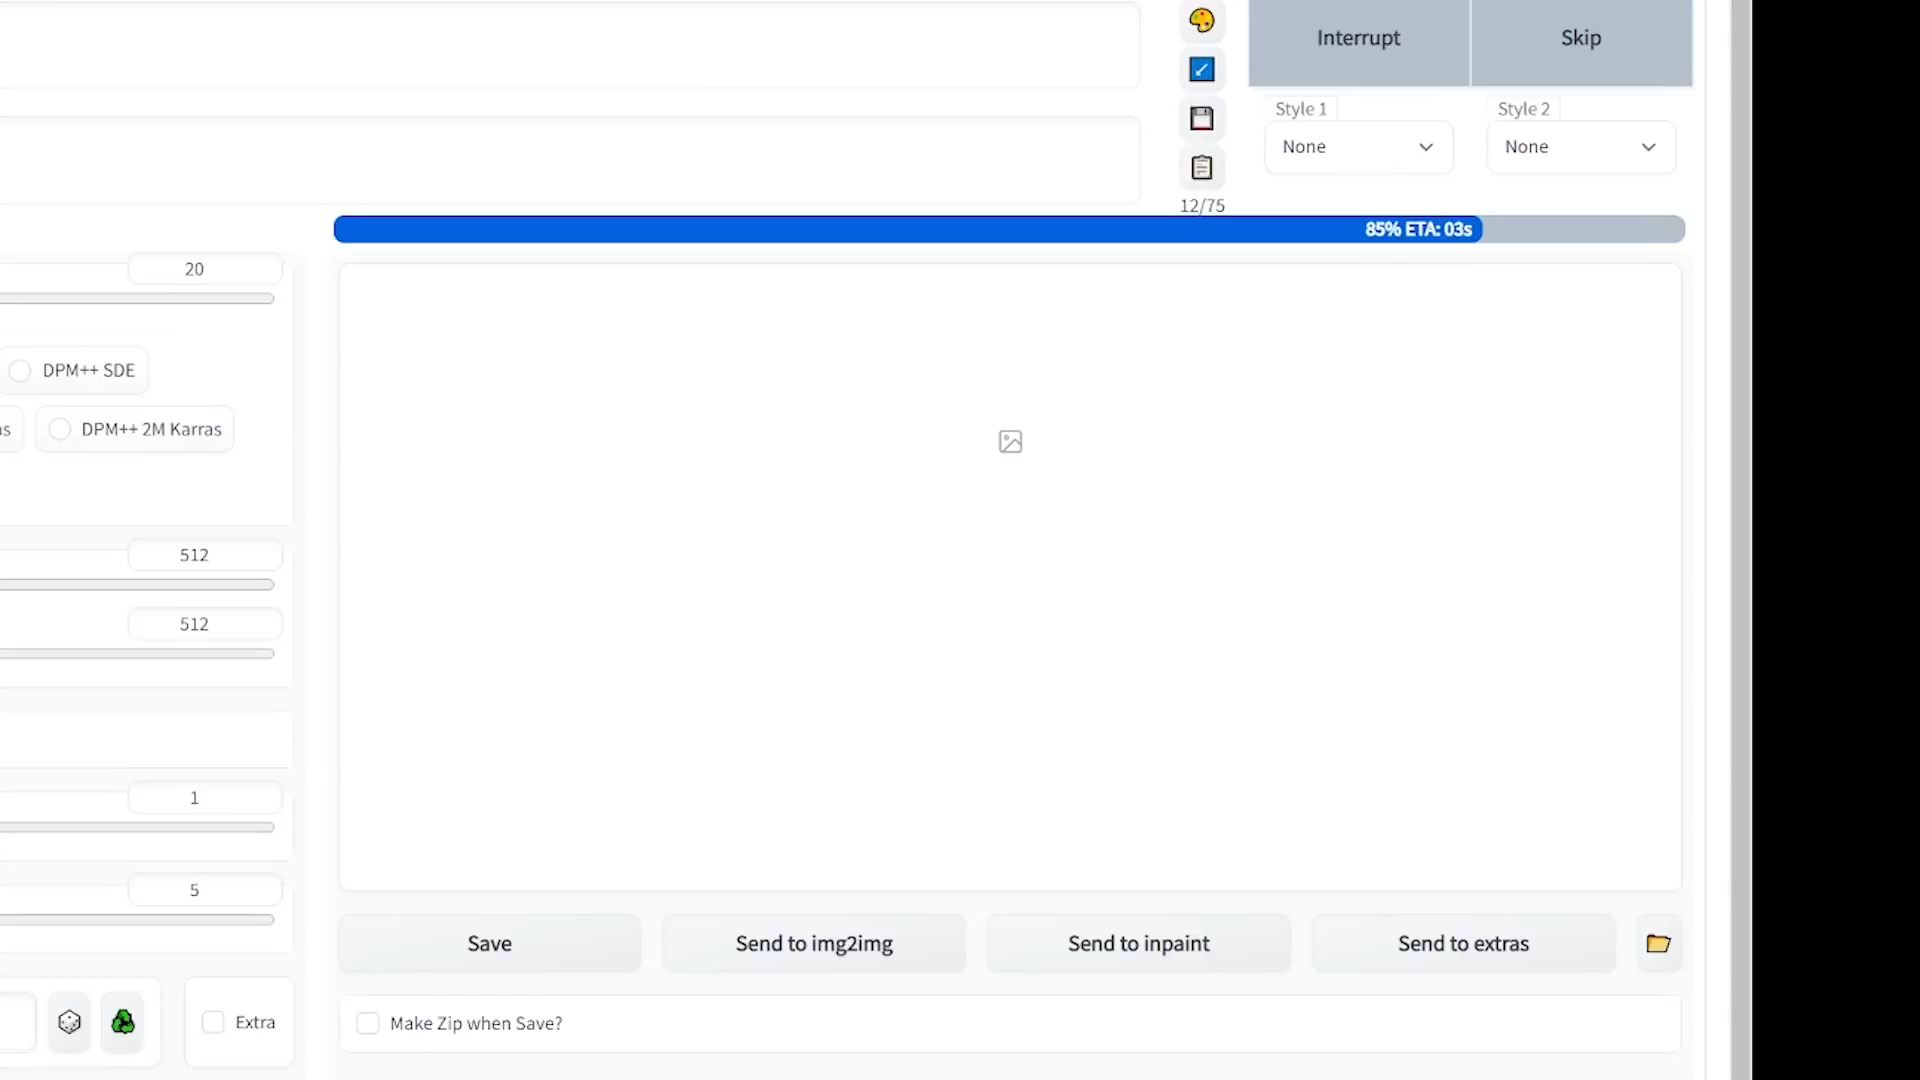 Interrupt
Skip
Style 1
Style 2
None
None
12/75
85% ETA: 03s
20
DPM++ SDE
as
DPM++ 2M Karras
512
512
1
5
Save
Send to img2img
Send to inpaint
Send to extras
Extra
Make Zip when Save?